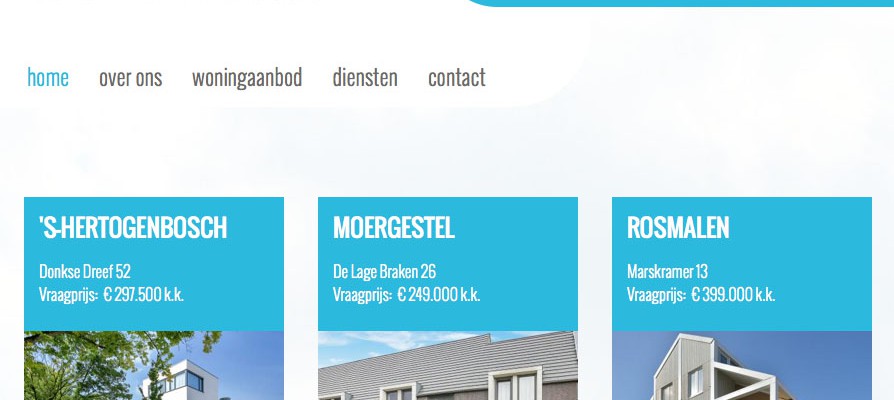 home over ons woningaanbod diensten contact
'S-HERTOGENBOSCH
Donkse Dreef 52
Vraagprijs: € 297.500 k.k.
MOERGESTEL
De Lage Braken 26
Vraagprijs: € 249.000 k.k.
ROSMALEN
Marskramer 13
Vraagprijs: € 399.000 k.k.